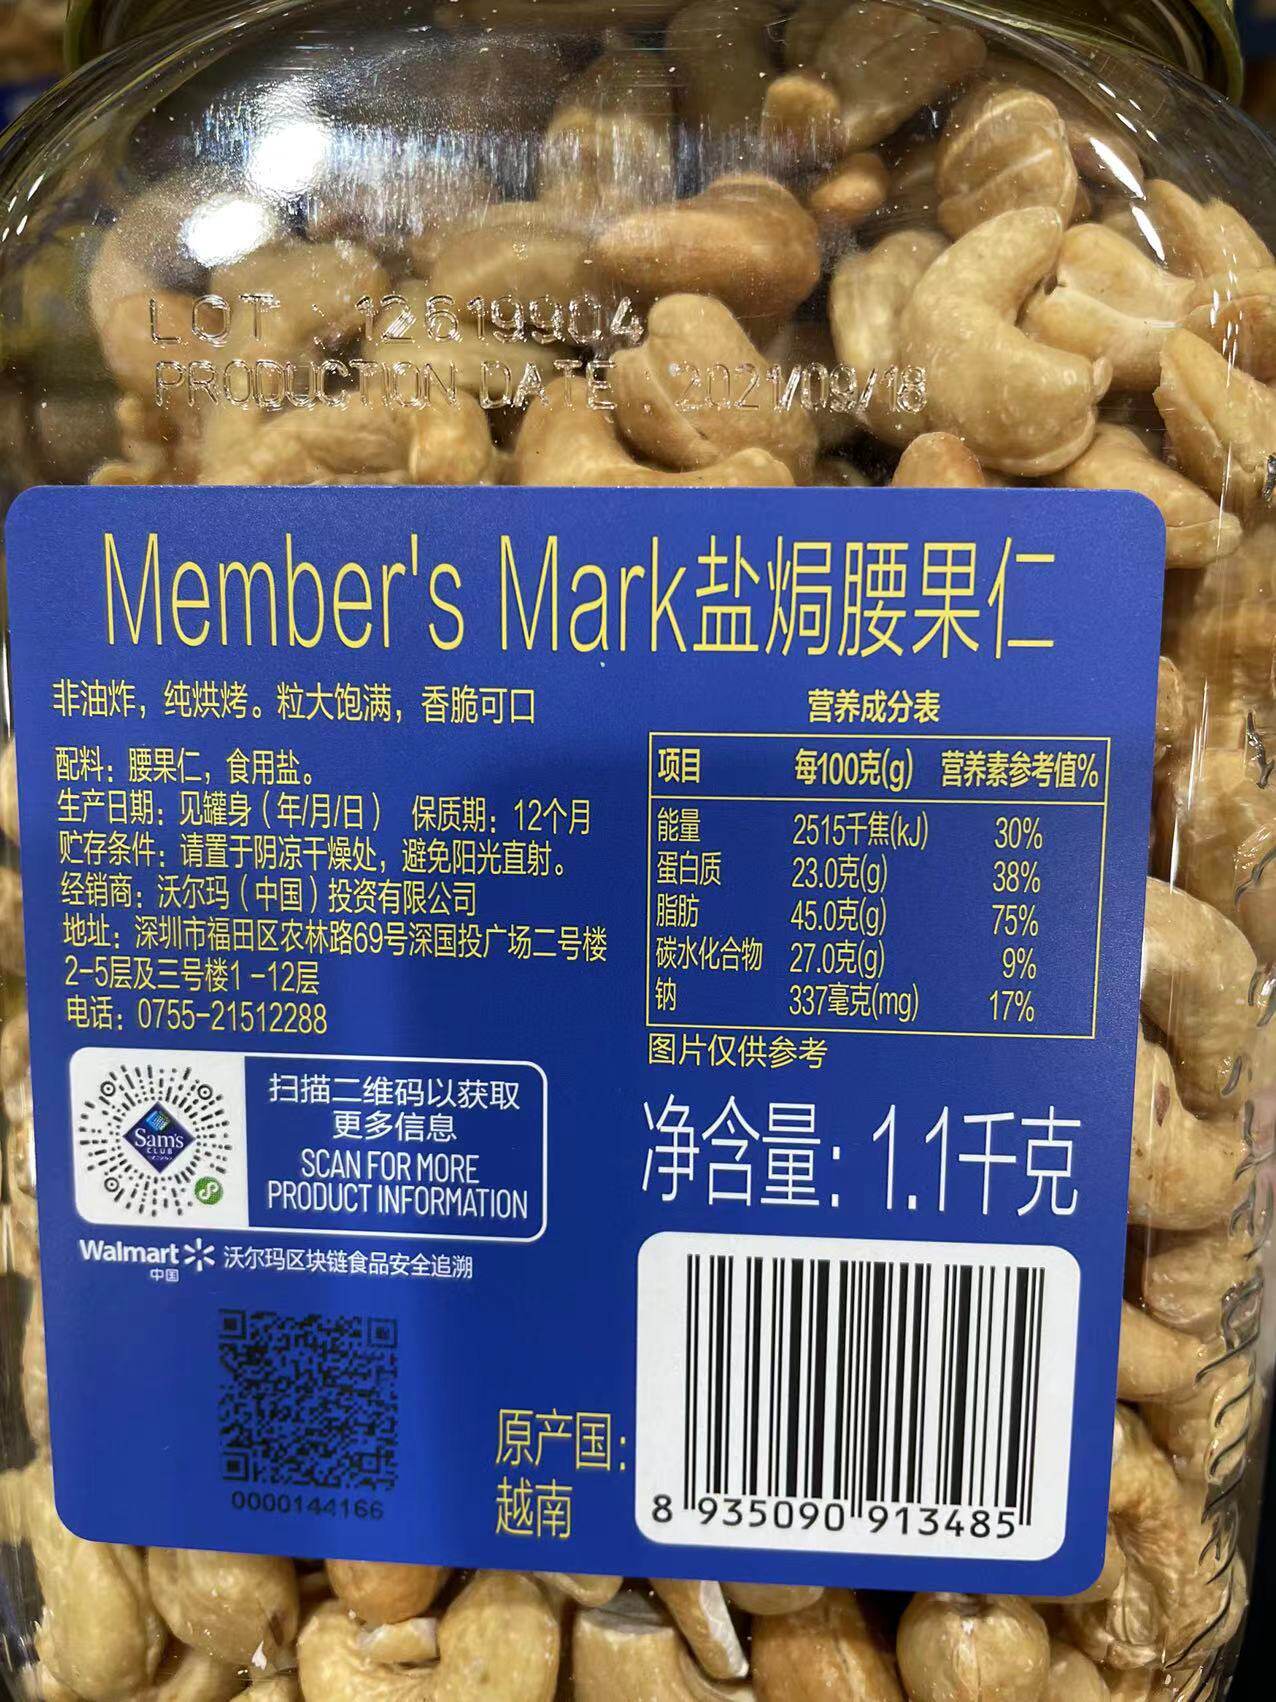 LOT : 12619904
PRODUCTION DATE : 2021/09/18
Member's Mark盐焗腰果仁
非油炸，纯烘烤。粒大饱满，香脆可口
配料：腰果仁，食用盐。
生产日期：见罐身（年/月/日） 保质期：12个月
贮存条件：请置于阴凉干燥处，避免阳光直射。
经销商：沃尔玛（中国）投资有限公司
地址：深圳市福田区农林路69号深国投广场二号楼
2-5层及三号楼1-12层
电话：0755-21512288
营养成分表
项目 每100克(g) 营养素参考值%
能量 2515千焦(kJ) 30%
蛋白质 23.0克(g) 38%
脂肪 45.0克(g) 75%
碳水化合物 27.0克(g) 9%
钠 337毫克(mg) 17%
图片仅供参考
净含量：1.1千克
Sam's
CLUB
扫描二维码以获取
更多信息
SCAN FOR MORE
PRODUCT INFORMATION
Walmart 沃尔玛区块链食品安全追溯
中国
0000144166
原产国：
越南
8 935090 913485